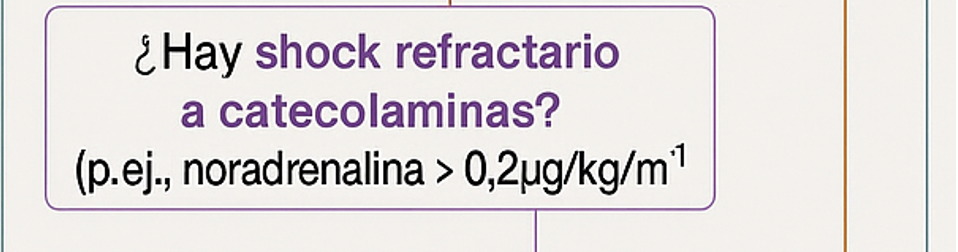 ¿Hay shock refractario
a catecolaminas?
(p.ej., noradrenalina > 0,2µg/kg/m⁻¹